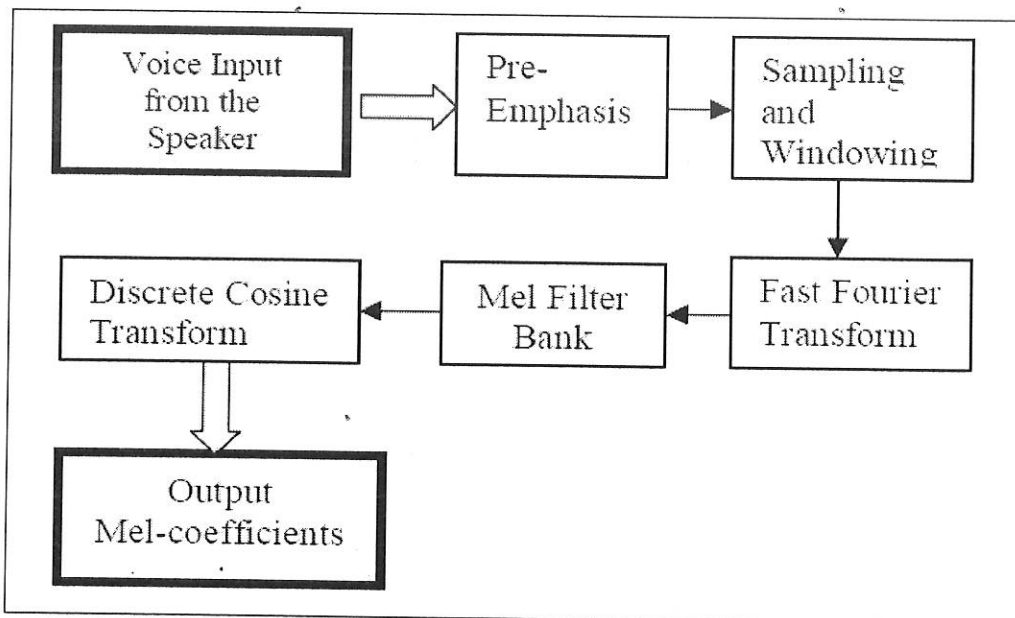 Voice Input
from the
Speaker
Pre-
Emphasis
Sampling
and
Windowing
Fast Fourier
Transform
Mel Filter
Bank
Discrete Cosine
Transform
Output
Mel-coefficients